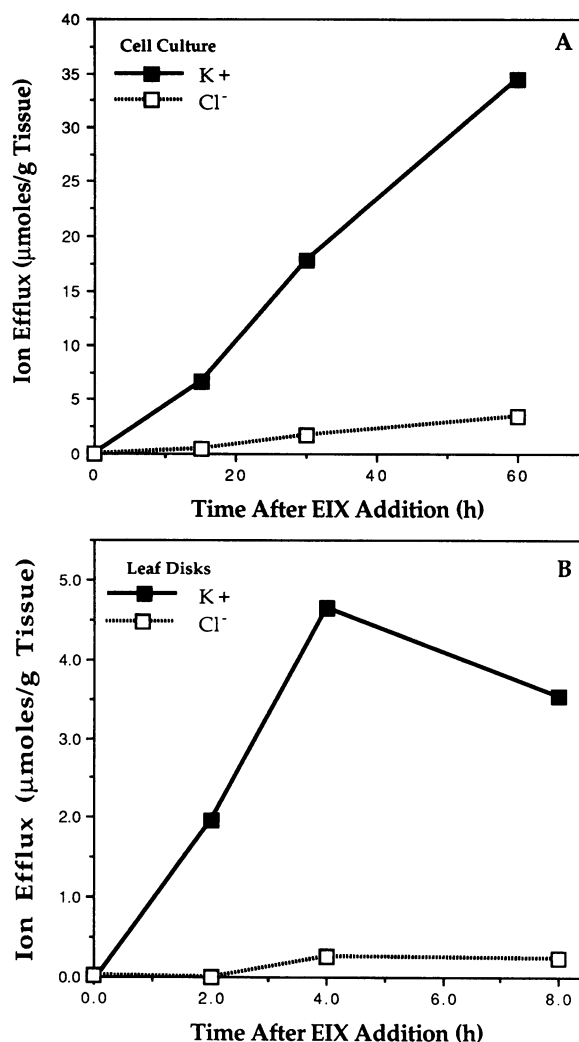 40
35
30
25
20
15
10
5
0
Ion Efflux (μmoles/g Tissue)
A
Cell Culture
K+
Cl-
0 20 40 60
Time After EIX Addition (h)
5.0
4.0
3.0
2.0
1.0
0.0
Ion Efflux (μmoles/g Tissue)
B
Leaf Disks
K+
Cl-
0.0 2.0 4.0 6.0 8.0
Time After EIX Addition (h)